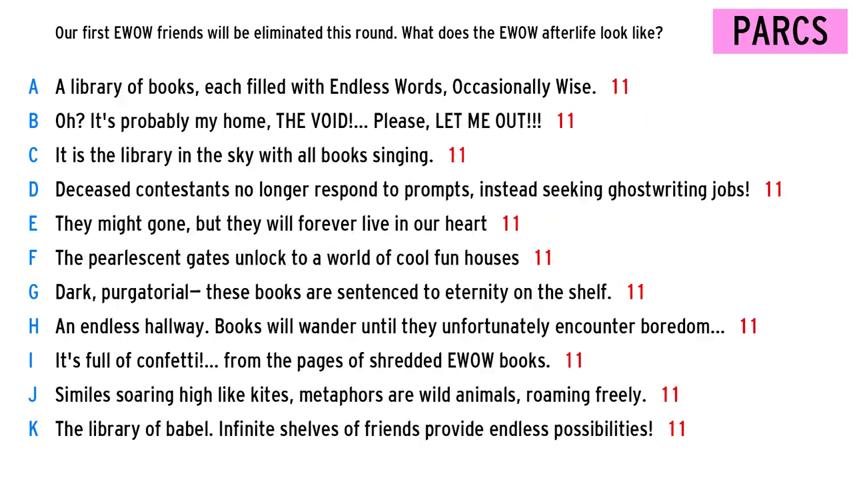 Our first EWOW friends will be eliminated this round. What does the EWOW afterlife look like?
PARCS
A A library of books, each filled with Endless Words, Occasionally Wise. 11
B Oh? It's probably my home, THE VOID!... Please, LET ME OUT!!! 11
C It is the library in the sky with all books singing. 11
D Deceased contestants no longer respond to prompts, instead seeking ghostwriting jobs! 11
E They might gone, but they will forever live in our heart 11
F The pearlescent gates unlock to a world of cool fun houses 11
G Dark, purgatorial— these books are sentenced to eternity on the shelf. 11
H An endless hallway. Books will wander until they unfortunately encounter boredom... 11
I It's full of confetti!... from the pages of shredded EWOW books. 11
J Similes soaring high like kites, metaphors are wild animals, roaming freely. 11
K The library of babel. Infinite shelves of friends provide endless possibilities! 11